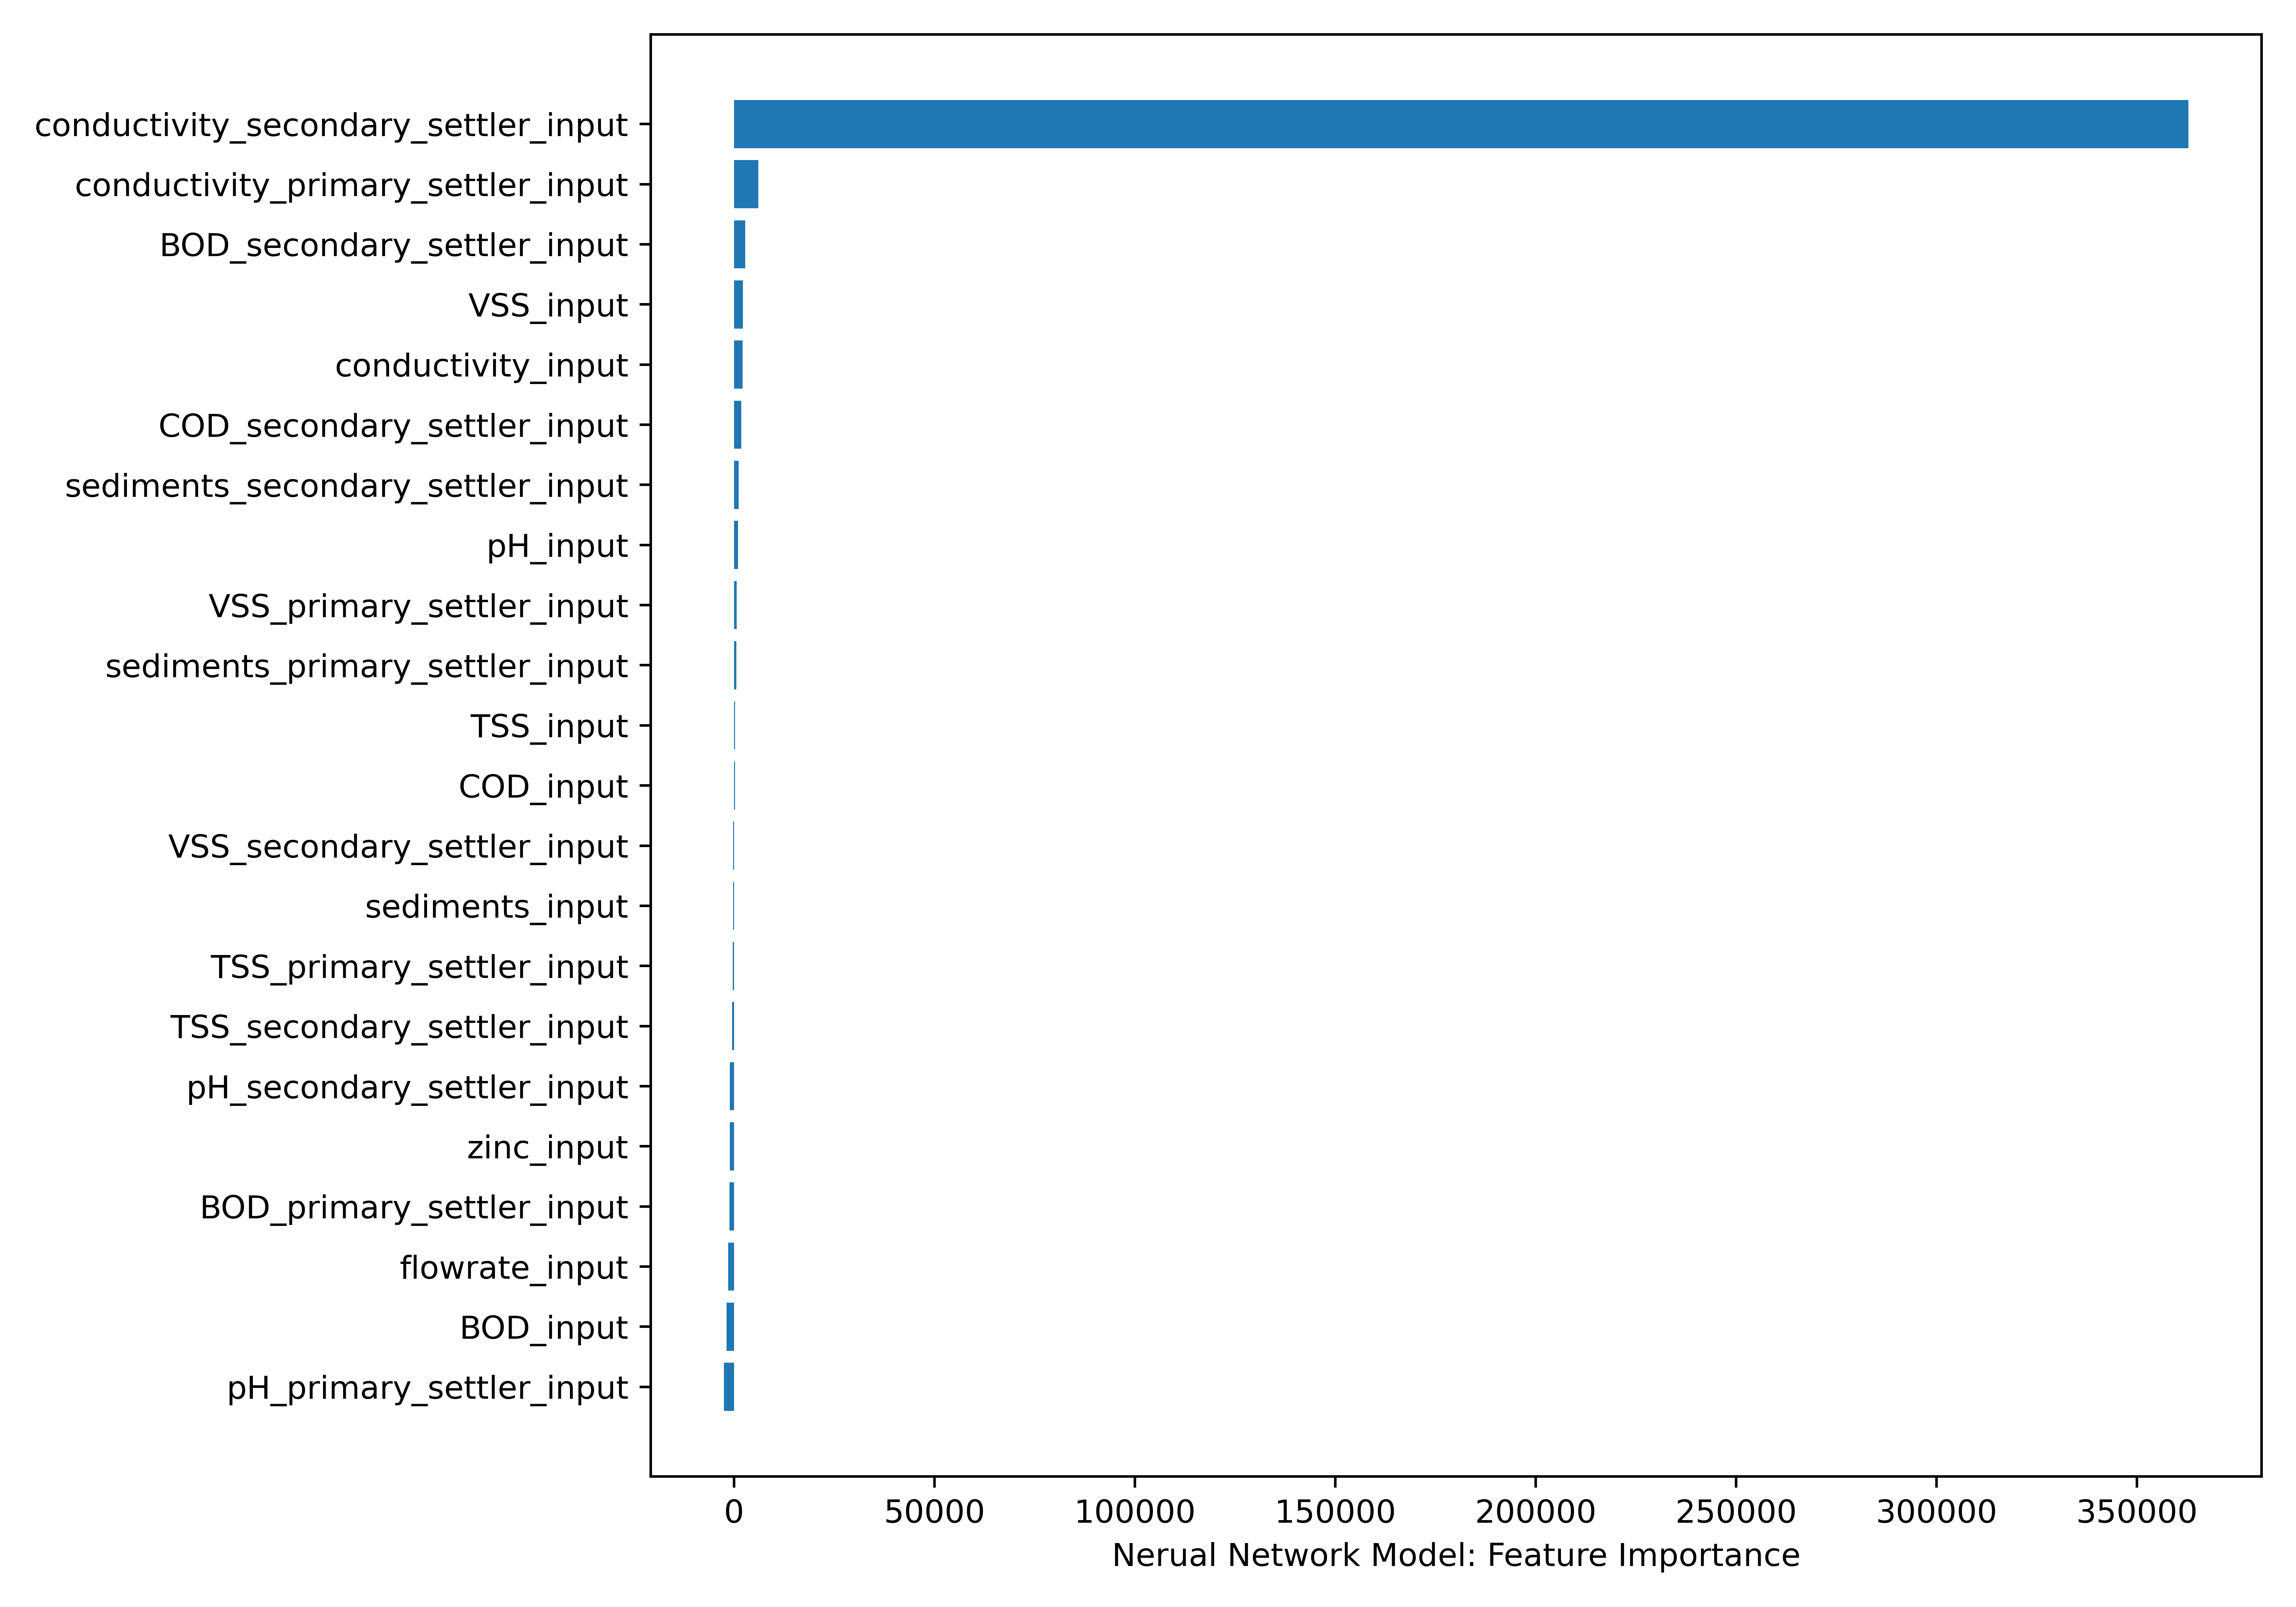 conductivity_secondary_settler_input
conductivity_primary_settler_input
BOD_secondary_settler_input
VSS_input
conductivity_input
COD_secondary_settler_input
sediments_secondary_settler_input
pH_input
VSS_primary_settler_input
sediments_primary_settler_input
TSS_input
COD_input
VSS_secondary_settler_input
sediments_input
TSS_primary_settler_input
TSS_secondary_settler_input
pH_secondary_settler_input
zinc_input
BOD_primary_settler_input
flowrate_input
BOD_input
pH_primary_settler_input
0 50000 100000 150000 200000 250000 300000 350000
Nerual Network Model: Feature Importance